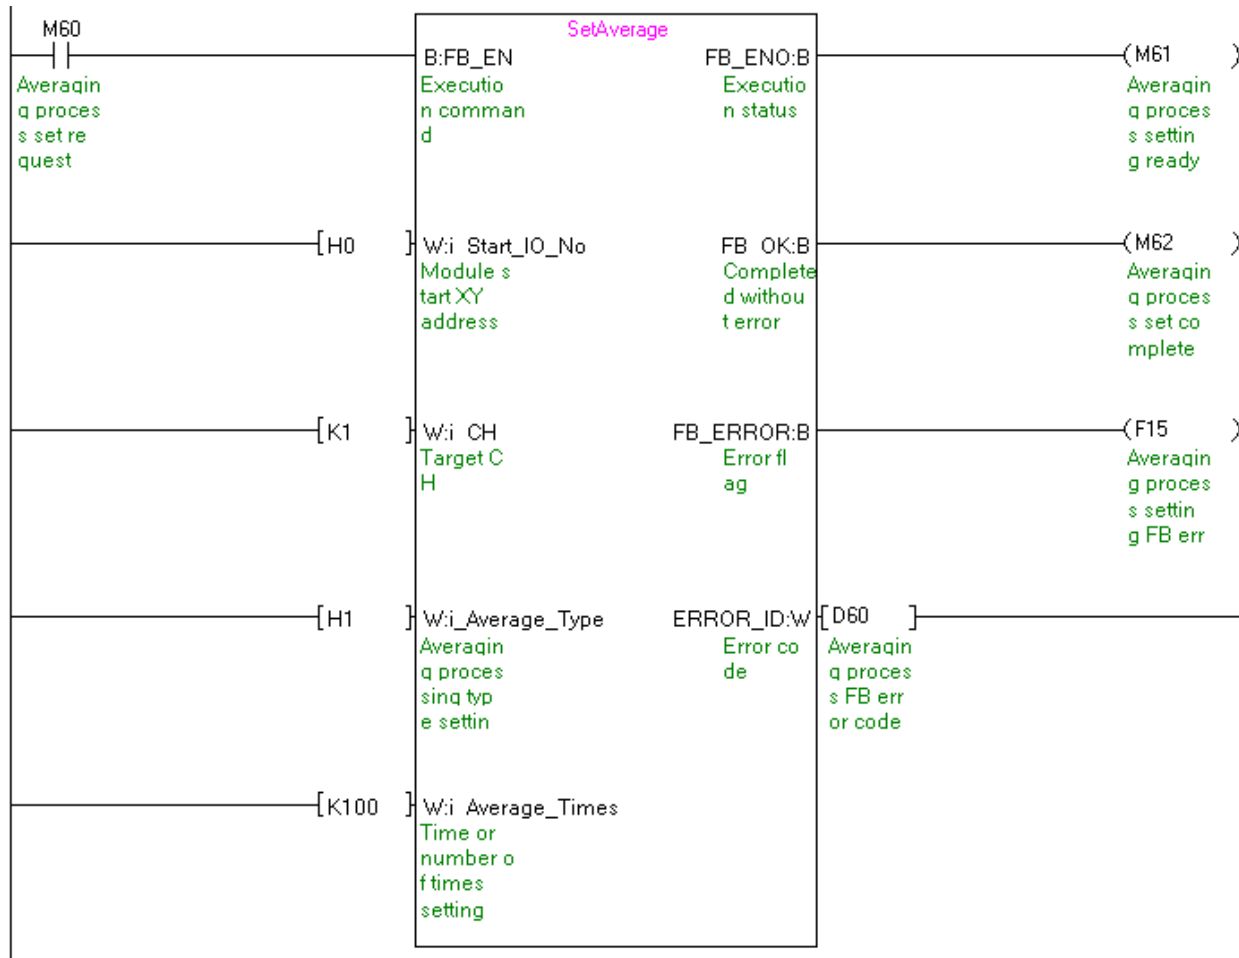 M60
SetAverage
B:FB_EN
FB_ENO:B
M61
Averagin
g proces
s set re
quest
Executio
n comman
d
Executio
n status
Averagin
g proces
s settin
g ready
H0
W:i_Start_IO_No
FB_OK:B
M62
Module s
tart XY
address
Complete
d withou
t error
Averagin
g proces
s set co
mplete
K1
W:i_CH
FB_ERROR:B
F15
Target C
H
Error fl
ag
Averagin
g proces
s settin
g FB err
H1
W:i_Average_Type
ERROR_ID:W
D60
Averagin
g proces
sing typ
e settin
Error co
de
Averagin
g proces
s FB err
or code
K100
W:i_Average_Times
Time or
number o
f times
setting